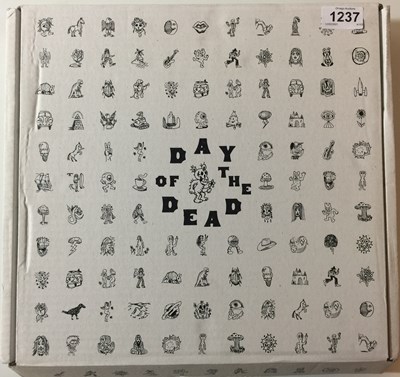 1237
DAY
OF THE
DEAD